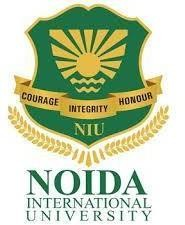 COURAGE INTEGRITY HONOUR
NIU
NOIDA
INTERNATIONAL
UNIVERSITY